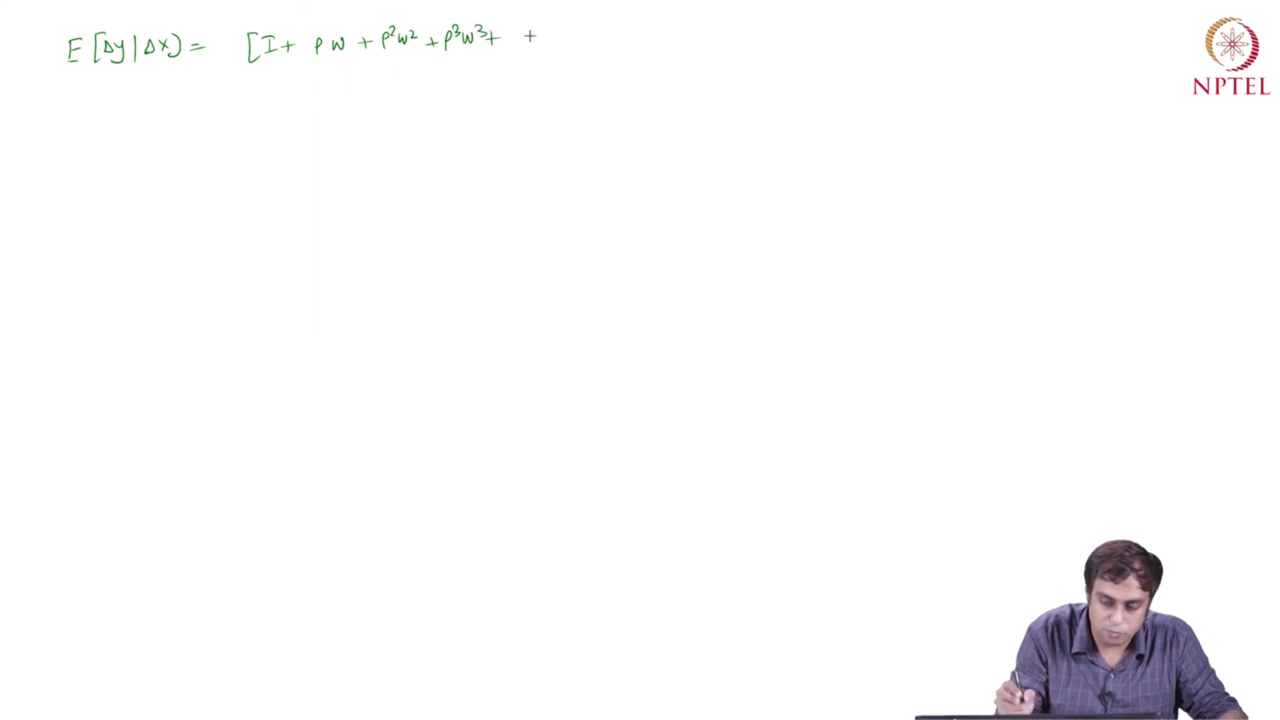 E[Δy|Δx) = [I + ρw + ρ²w² + ρ³w³ + +
NPTEL